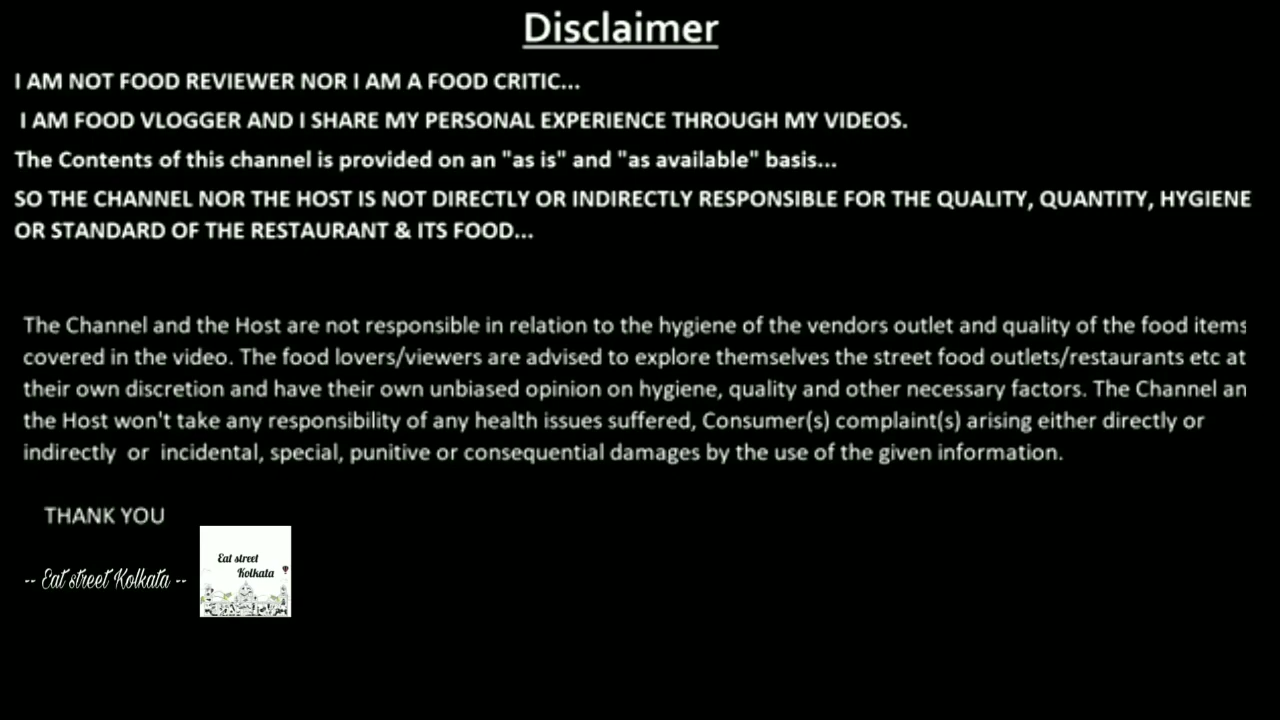 Disclaimer
I AM NOT FOOD REVIEWER NOR I AM A FOOD CRITIC...
I AM FOOD VLOGGER AND I SHARE MY PERSONAL EXPERIENCE THROUGH MY VIDEOS.
The Contents of this channel is provided on an "as is" and "as available" basis...
SO THE CHANNEL NOR THE HOST IS NOT DIRECTLY OR INDIRECTLY RESPONSIBLE FOR THE QUALITY, QUANTITY, HYGIENE
OR STANDARD OF THE RESTAURANT & ITS FOOD...
The Channel and the Host are not responsible in relation to the hygiene of the vendors outlet and quality of the food items
covered in the video. The food lovers/viewers are advised to explore themselves the street food outlets/restaurants etc at
their own discretion and have their own unbiased opinion on hygiene, quality and other necessary factors. The Channel an
the Host won't take any responsibility of any health issues suffered, Consumer(s) complaint(s) arising either directly or
indirectly or incidental, special, punitive or consequential damages by the use of the given information.
THANK YOU
-- Eat street Kolkata --
Eat street
Kolkata